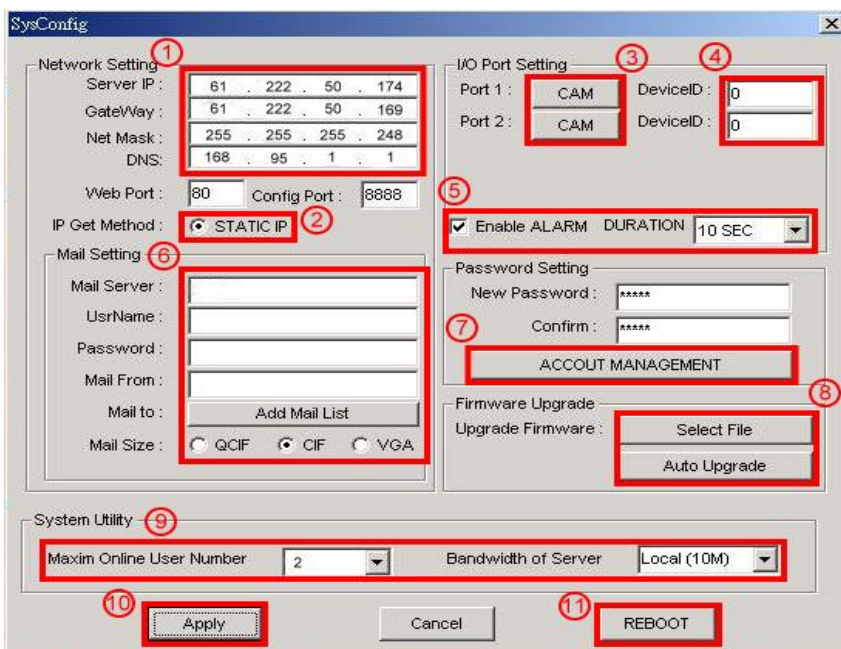 SysConfig
Network Setting ①
Server IP : 61 . 222 . 50 . 174
GateWay : 61 . 222 . 50 . 169
Net Mask : 255 . 255 . 255 . 248
DNS: 168 . 95 . 1 . 1
Web Port : 80 Config Port : 8888
IP Get Method : STATIC IP ②
Mail Setting ⑥
Mail Server :
UsrName :
Password :
Mail From :
Mail to : Add Mail List
Mail Size : QCIF CIF VGA
I/O Port Setting ③ ④
Port 1 : CAM DeviceID : 0
Port 2 : CAM DeviceID : 0
⑤
Enable ALARM DURATION 10 SEC
Password Setting
New Password : *****
Confirm : *****
⑦
ACCOUT MANAGEMENT
Firmware Upgrade ⑧
Upgrade Firmware : Select File
Auto Upgrade
System Utility ⑨
Maxim Online User Number 2 Bandwidth of Server Local (10M)
⑩ Apply Cancel ⑪ REBOOT